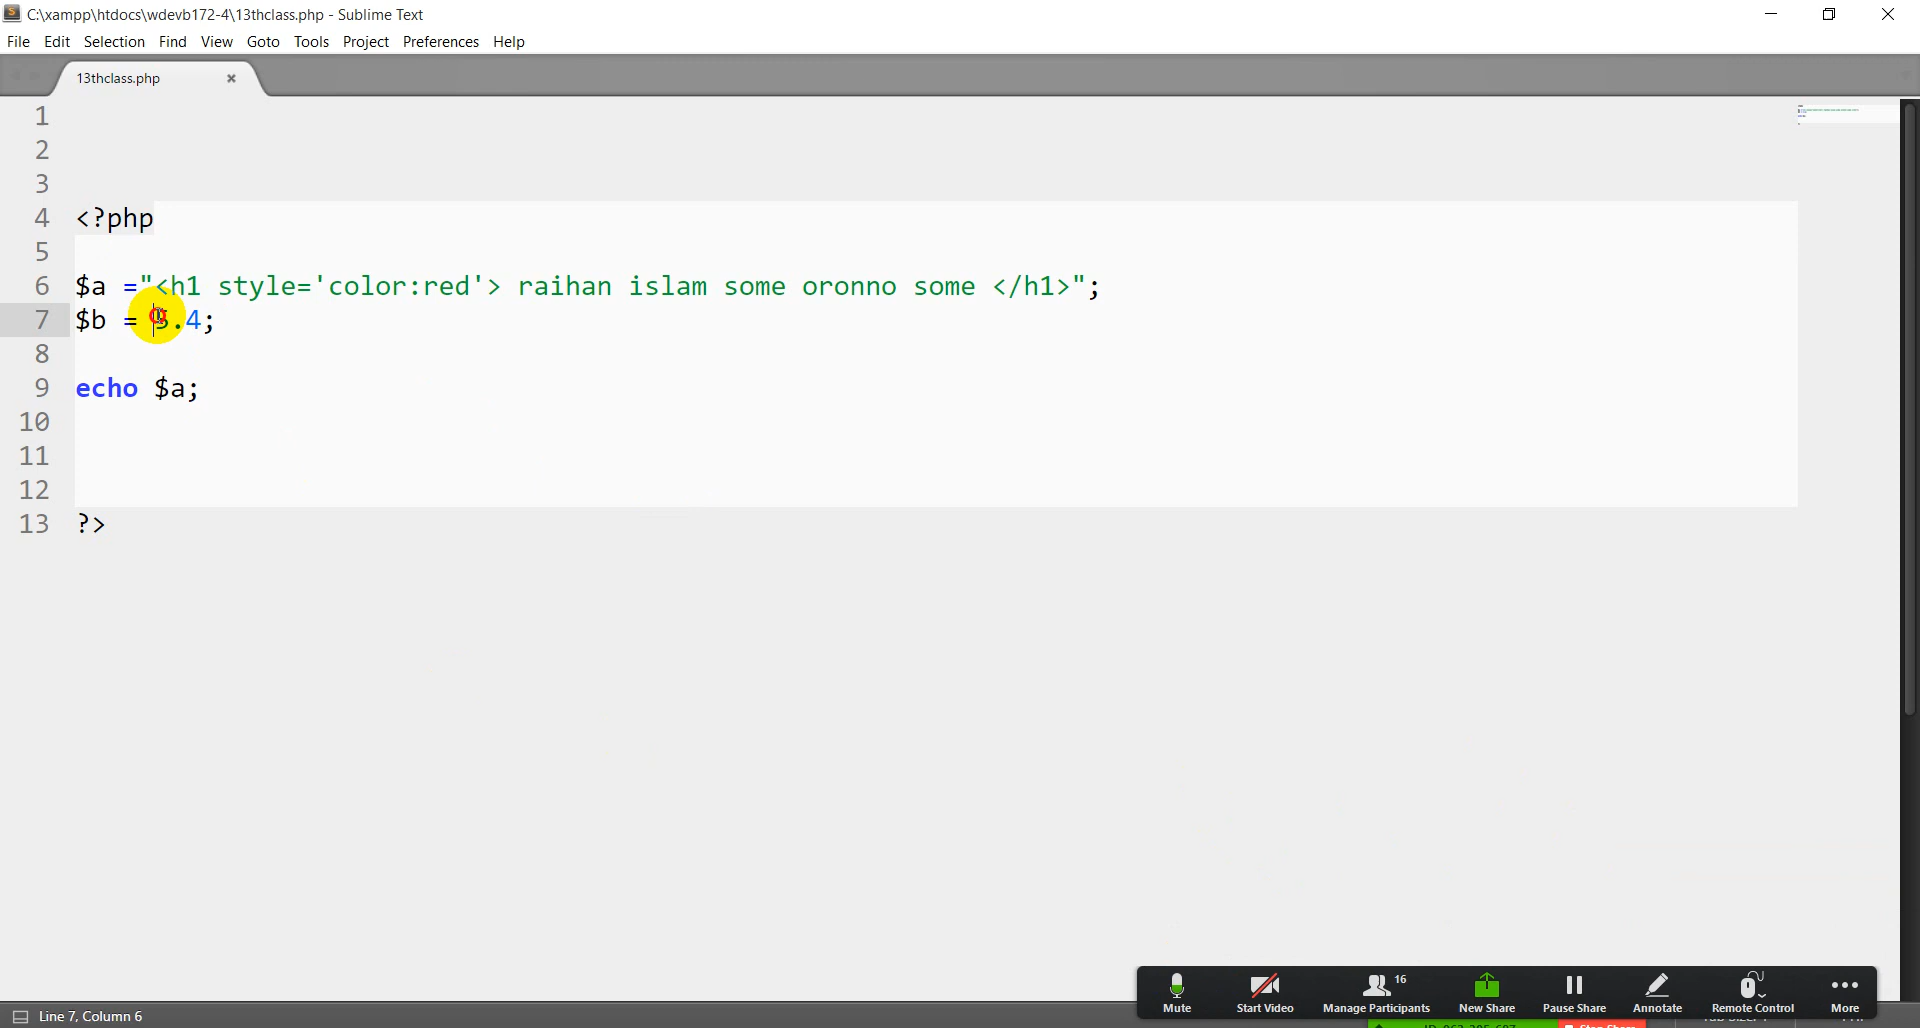 C:\xampp\htdocs\wdevb172-4\13thclass.php - Sublime Text
File Edit Selection Find View Goto Tools Project Preferences Help
13thclass.php
1
2
3
4 <?php
5
6 $a ="<h1 style='color:red'> raihan islam some oronno some </h1>";
7 $b = 5.4;
8
9 echo $a;
10
11
12
13 ?>
16
Mute Start Video Manage Participants New Share Pause Share Annotate Remote Control More
Line 7, Column 6